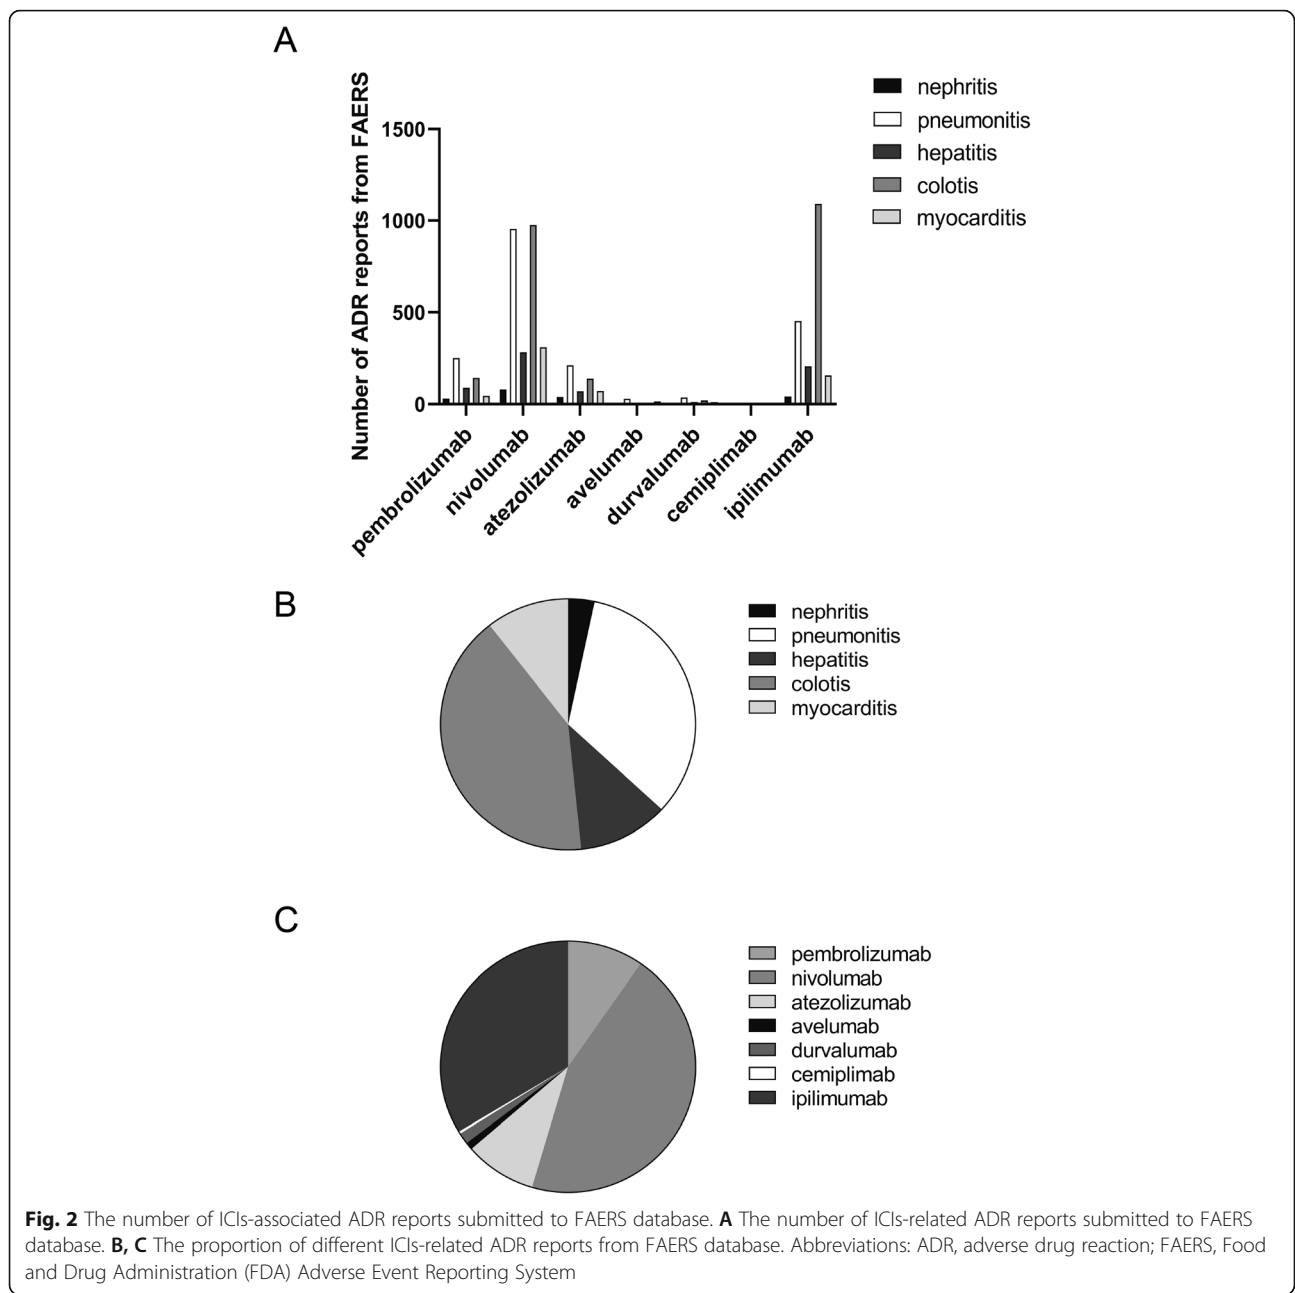 A
Number of ADR reports from FAERS
1500
1000
500
0
pembrolizumab
nivolumab
atezolizumab
avelumab
durvalumab
cemiplimab
ipilimumab
nephritis
pneumonitis
hepatitis
colotis
myocarditis
B
nephritis
pneumonitis
hepatitis
colotis
myocarditis
C
pembrolizumab
nivolumab
atezolizumab
avelumab
durvalumab
cemiplimab
ipilimumab
Fig. 2 The number of ICIs-associated ADR reports submitted to FAERS database. A The number of ICIs-related ADR reports submitted to FAERS
database. B, C The proportion of different ICIs-related ADR reports from FAERS database. Abbreviations: ADR, adverse drug reaction; FAERS, Food
and Drug Administration (FDA) Adverse Event Reporting System